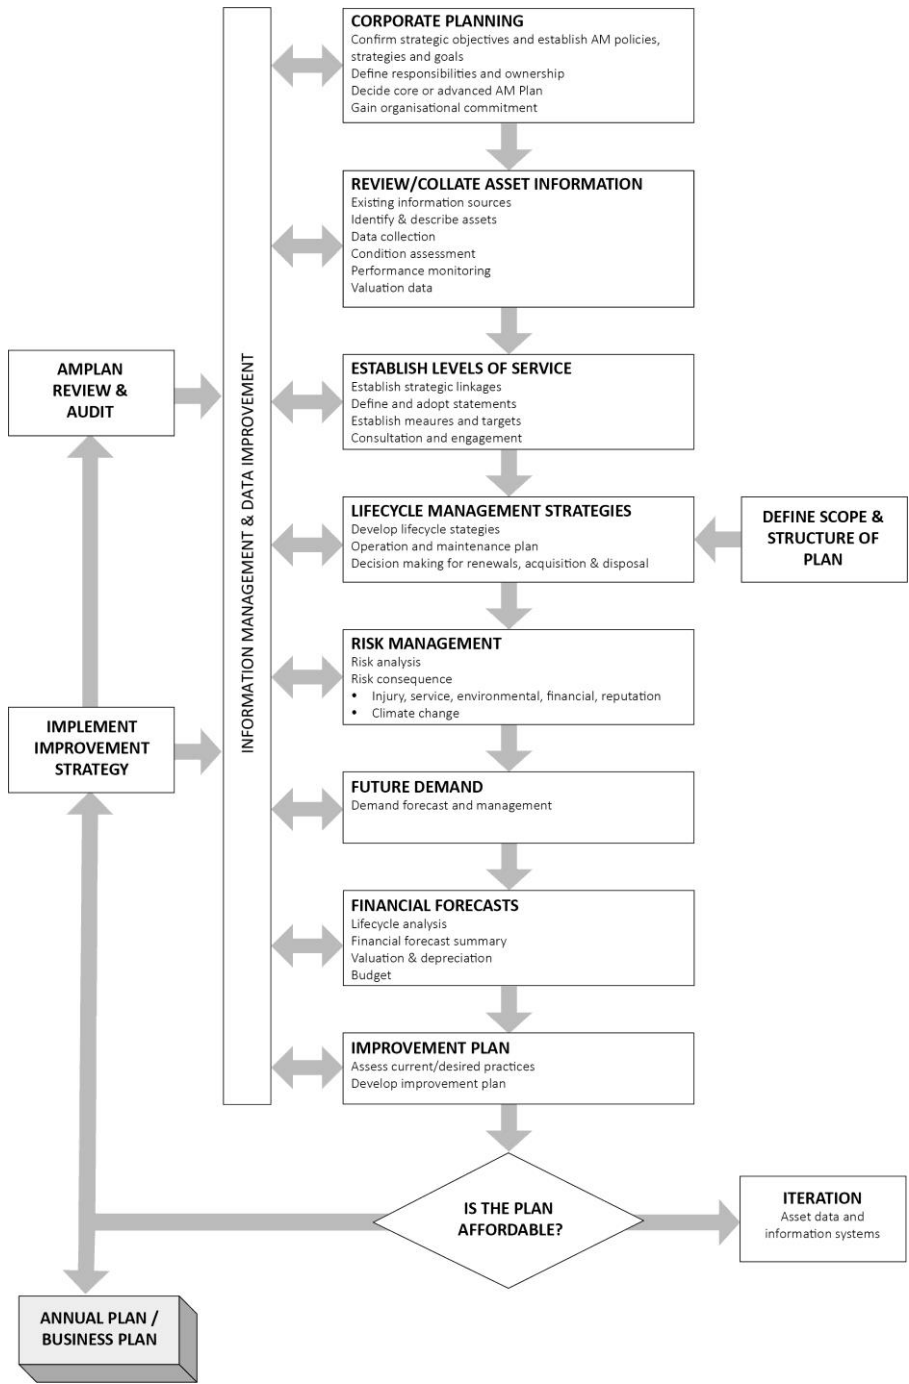 CORPORATE PLANNING
Confirm strategic objectives and establish AM policies,
strategies and goals
Define responsibilities and ownership
Decide core or advanced AM Plan
Gain organisational commitment
REVIEW/COLLATE ASSET INFORMATION
Existing information sources
Identify & describe assets
Data collection
Condition assessment
Performance monitoring
Valuation data
INFORMATION MANAGEMENT & DATA IMPROVEMENT
AMPLAN
REVIEW &
AUDIT
ESTABLISH LEVELS OF SERVICE
Establish strategic linkages
Define and adopt statements
Establish meaures and targets
Consultation and engagement
LIFECYCLE MANAGEMENT STRATEGIES
Develop lifecycle stategies
Operation and maintenance plan
Decision making for renewals, acquisition & disposal
DEFINE SCOPE &
STRUCTURE OF
PLAN
RISK MANAGEMENT
Risk analysis
Risk consequence
• Injury, service, environmental, financial, reputation
• Climate change
IMPLEMENT
IMPROVEMENT
STRATEGY
FUTURE DEMAND
Demand forecast and management
FINANCIAL FORECASTS
Lifecycle analysis
Financial forecast summary
Valuation & depreciation
Budget
IMPROVEMENT PLAN
Assess current/desired practices
Develop improvement plan
IS THE PLAN
AFFORDABLE?
ITERATION
Asset data and
information systems
ANNUAL PLAN /
BUSINESS PLAN